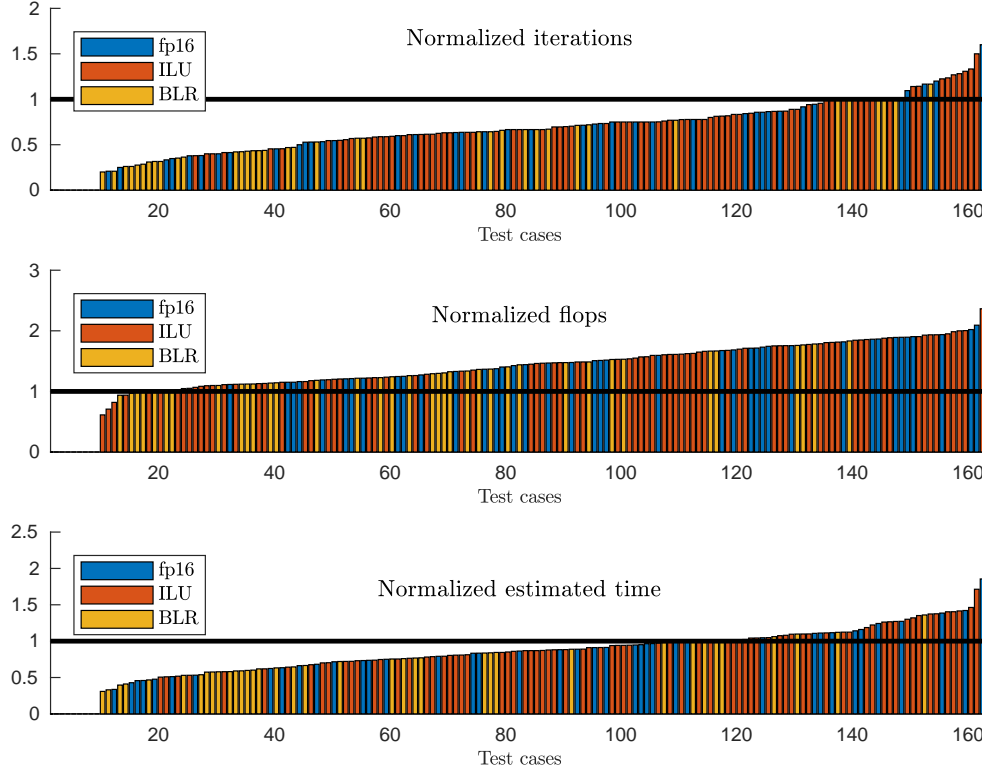 2
1.5
1
0.5
0
Normalized iterations
fp16
ILU
BLR
20 40 60 80 100 120 140 160
Test cases
3
2
1
0
Normalized flops
fp16
ILU
BLR
20 40 60 80 100 120 140 160
Test cases
2.5
2
1.5
1
0.5
0
Normalized estimated time
fp16
ILU
BLR
20 40 60 80 100 120 140 160
Test cases